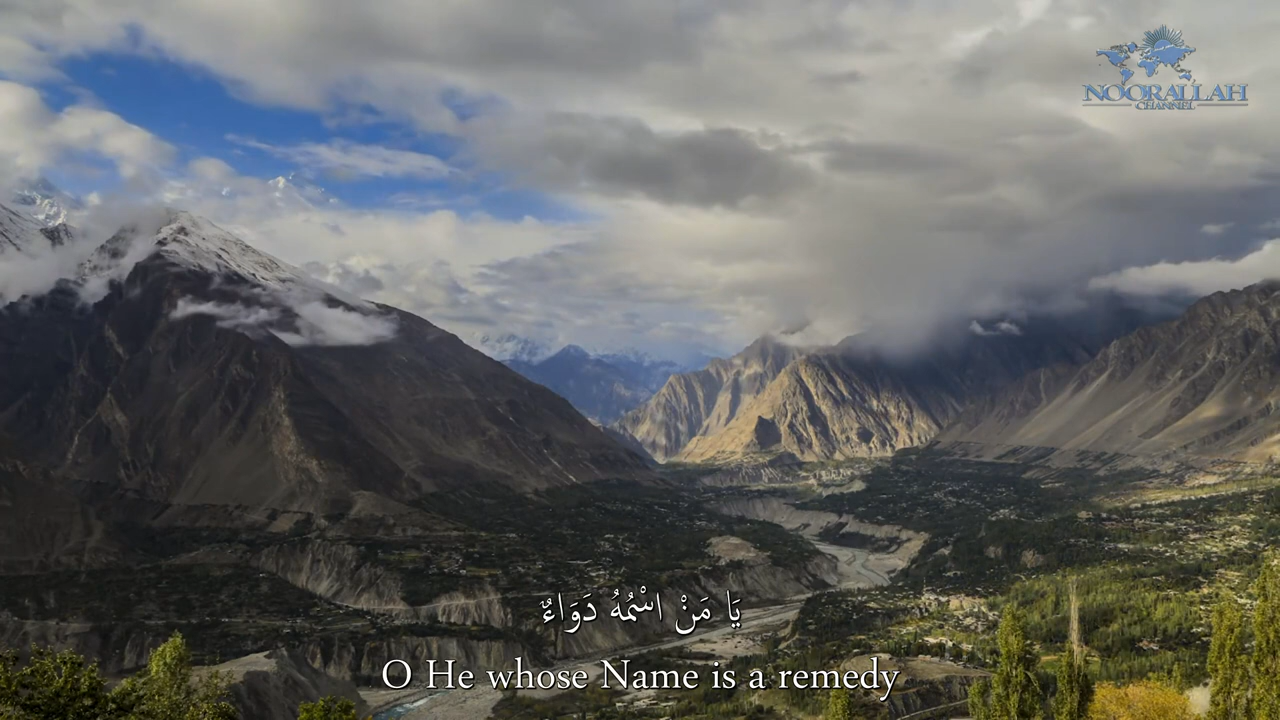 NOORALLAH
CHANNEL
يَا مَنْ اسْمُهُ دَوَاءٌ
O He whose Name is a remedy